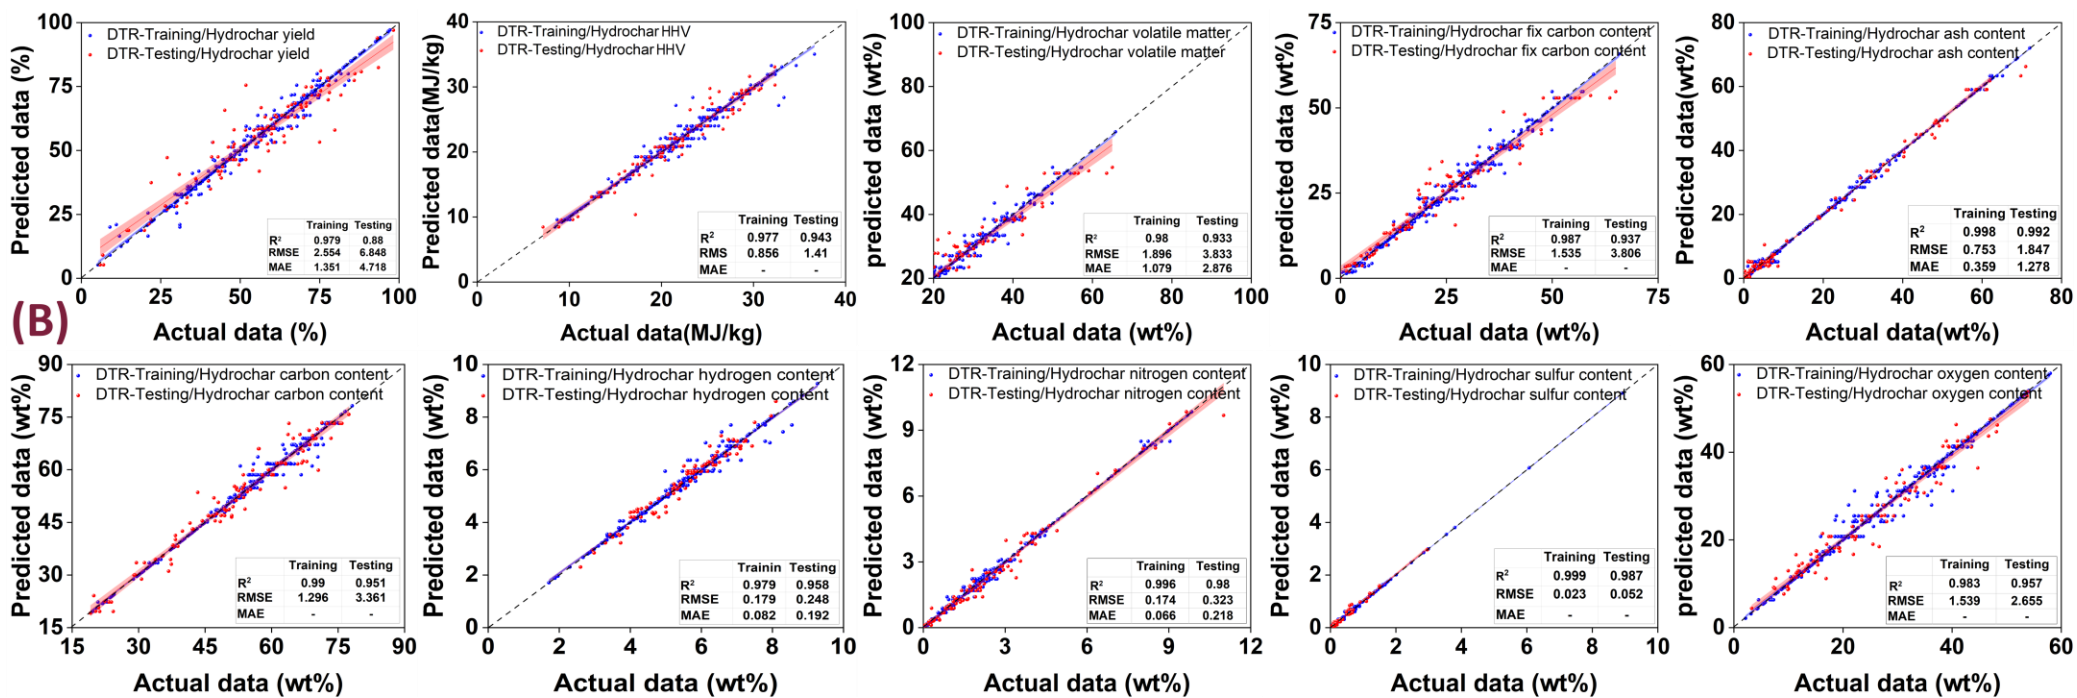 DTR-Training/Hydrochar yield
DTR-Testing/Hydrochar yield
Predicted data (%)
100
75
50
25
0
Training Testing
R² 0.979 0.88
RMSE 2.554 6.848
MAE 1.351 4.718
0 25 50 75 100
Actual data (%)
DTR-Training/Hydrochar HHV
DTR-Testing/Hydrochar HHV
Predicted data(MJ/kg)
40
30
20
10
0
Training Testing
R² 0.977 0.943
RMS 0.856 1.41
MAE - -
0 10 20 30 40
Actual data(MJ/kg)
DTR-Training/Hydrochar volatile matter
DTR-Testing/Hydrochar volatile matter
predicted data (wt%)
100
80
60
40
20
Training Testing
R² 0.98 0.933
RMSE 1.896 3.833
MAE 1.079 2.876
20 40 60 80 100
Actual data (wt%)
DTR-Training/Hydrochar fix carbon content
DTR-Testing/Hydrochar fix carbon content
predicted data (wt%)
75
50
25
0
Training Testing
R² 0.987 0.937
RMSE 1.535 3.806
MAE - -
0 25 50 75
Actual data (wt%)
DTR-Training/Hydrochar ash content
DTR-Testing/Hydrochar ash content
Predicted data(wt%)
80
60
40
20
0
Training Testing
R² 0.998 0.992
RMSE 0.753 1.847
MAE 0.359 1.278
0 20 40 60 80
Actual data(wt%)
(B)
DTR-Training/Hydrochar carbon content
DTR-Testing/Hydrochar carbon content
Predicted data (wt%)
90
75
60
45
30
15
Training Testing
R² 0.99 0.951
RMSE 1.296 3.361
MAE - -
15 30 45 60 75 90
Actual data (wt%)
DTR-Training/Hydrochar hydrogen content
DTR-Testing/Hydrochar hydrogen content
Predicted data (wt%)
10
8
6
4
2
0
Trainin Testing
R² 0.979 0.958
RMSE 0.179 0.248
MAE 0.082 0.192
0 2 4 6 8 10
Actual data (wt%)
DTR-Training/Hydrochar nitrogen content
DTR-Testing/Hydrochar nitrogen content
Predicted data (wt%)
12
9
6
3
0
Training Testing
R² 0.996 0.98
RMSE 0.174 0.323
MAE 0.066 0.218
0 3 6 9 12
Actual data (wt%)
DTR-Training/Hydrochar sulfur content
DTR-Testing/Hydrochar sulfur content
Predicted data (wt%)
10
8
6
4
2
0
Training Testing
R² 0.999 0.987
RMSE 0.023 0.052
MAE - -
0 2 4 6 8 10
Actual data (wt%)
DTR-Training/Hydrochar oxygen content
DTR-Testing/Hydrochar oxygen content
predicted data (wt%)
60
40
20
0
Training Testing
R² 0.983 0.957
RMSE 1.539 2.655
MAE - -
0 20 40 60
Actual data (wt%)